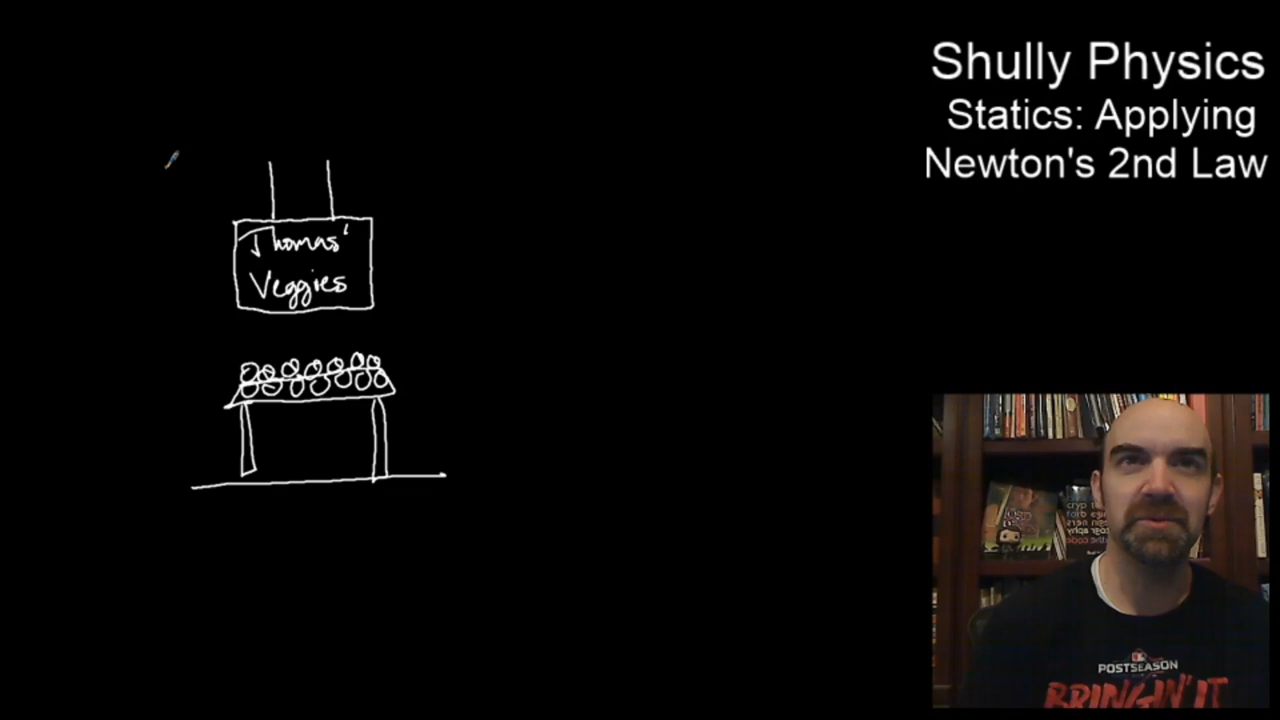 Shully Physics
Statics: Applying
Newton's 2nd Law
Thomas'
Veggies
POSTSEASON
BRINGIN' IT